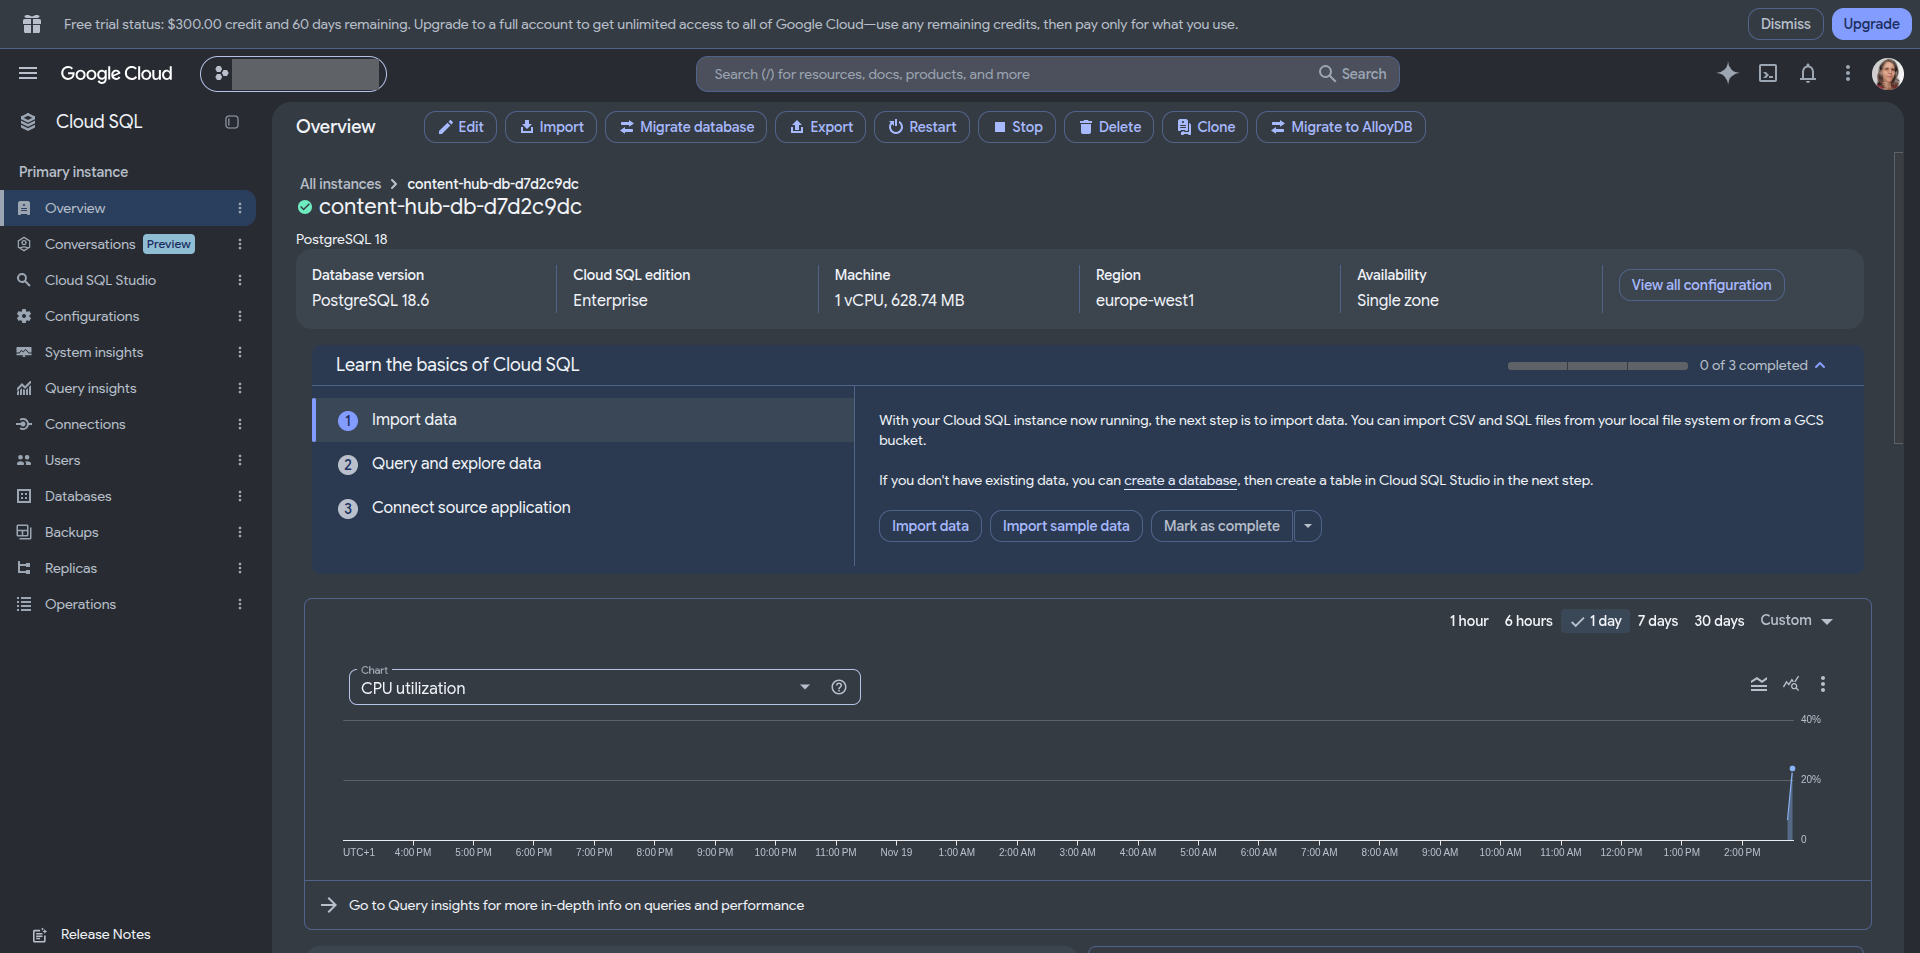 Free trial status: $300.00 credit and 60 days remaining. Upgrade to a full account to get unlimited access to all of Google Cloud—use any remaining credits, then pay only for what you use.
Dismiss
Upgrade
Google Cloud
Search (/) for resources, docs, products, and more
Search
Cloud SQL
Primary instance
Overview
Conversations
Preview
Cloud SQL Studio
Configurations
System insights
Query insights
Connections
Users
Databases
Backups
Replicas
Operations
Release Notes
Overview
Edit
Import
Migrate database
Export
Restart
Stop
Delete
Clone
Migrate to AlloyDB
All instances > content-hub-db-d7d2c9dc
content-hub-db-d7d2c9dc
PostgreSQL 18
Database version
PostgreSQL 18.6
Cloud SQL edition
Enterprise
Machine
1 vCPU, 628.74 MB
Region
europe-west1
Availability
Single zone
View all configuration
Learn the basics of Cloud SQL
0 of 3 completed
1 Import data
2 Query and explore data
3 Connect source application
With your Cloud SQL instance now running, the next step is to import data. You can import CSV and SQL files from your local file system or from a GCS
bucket.
If you don't have existing data, you can create a database, then create a table in Cloud SQL Studio in the next step.
Import data
Import sample data
Mark as complete
1 hour
6 hours
1 day
7 days
30 days
Custom
Chart
CPU utilization
40%
20%
0
UTC+1 4:00 PM 5:00 PM 6:00 PM 7:00 PM 8:00 PM 9:00 PM 10:00 PM 11:00 PM Nov 19 1:00 AM 2:00 AM 3:00 AM 4:00 AM 5:00 AM 6:00 AM 7:00 AM 8:00 AM 9:00 AM 10:00 AM 11:00 AM 12:00 PM 1:00 PM 2:00 PM
Go to Query insights for more in-depth info on queries and performance